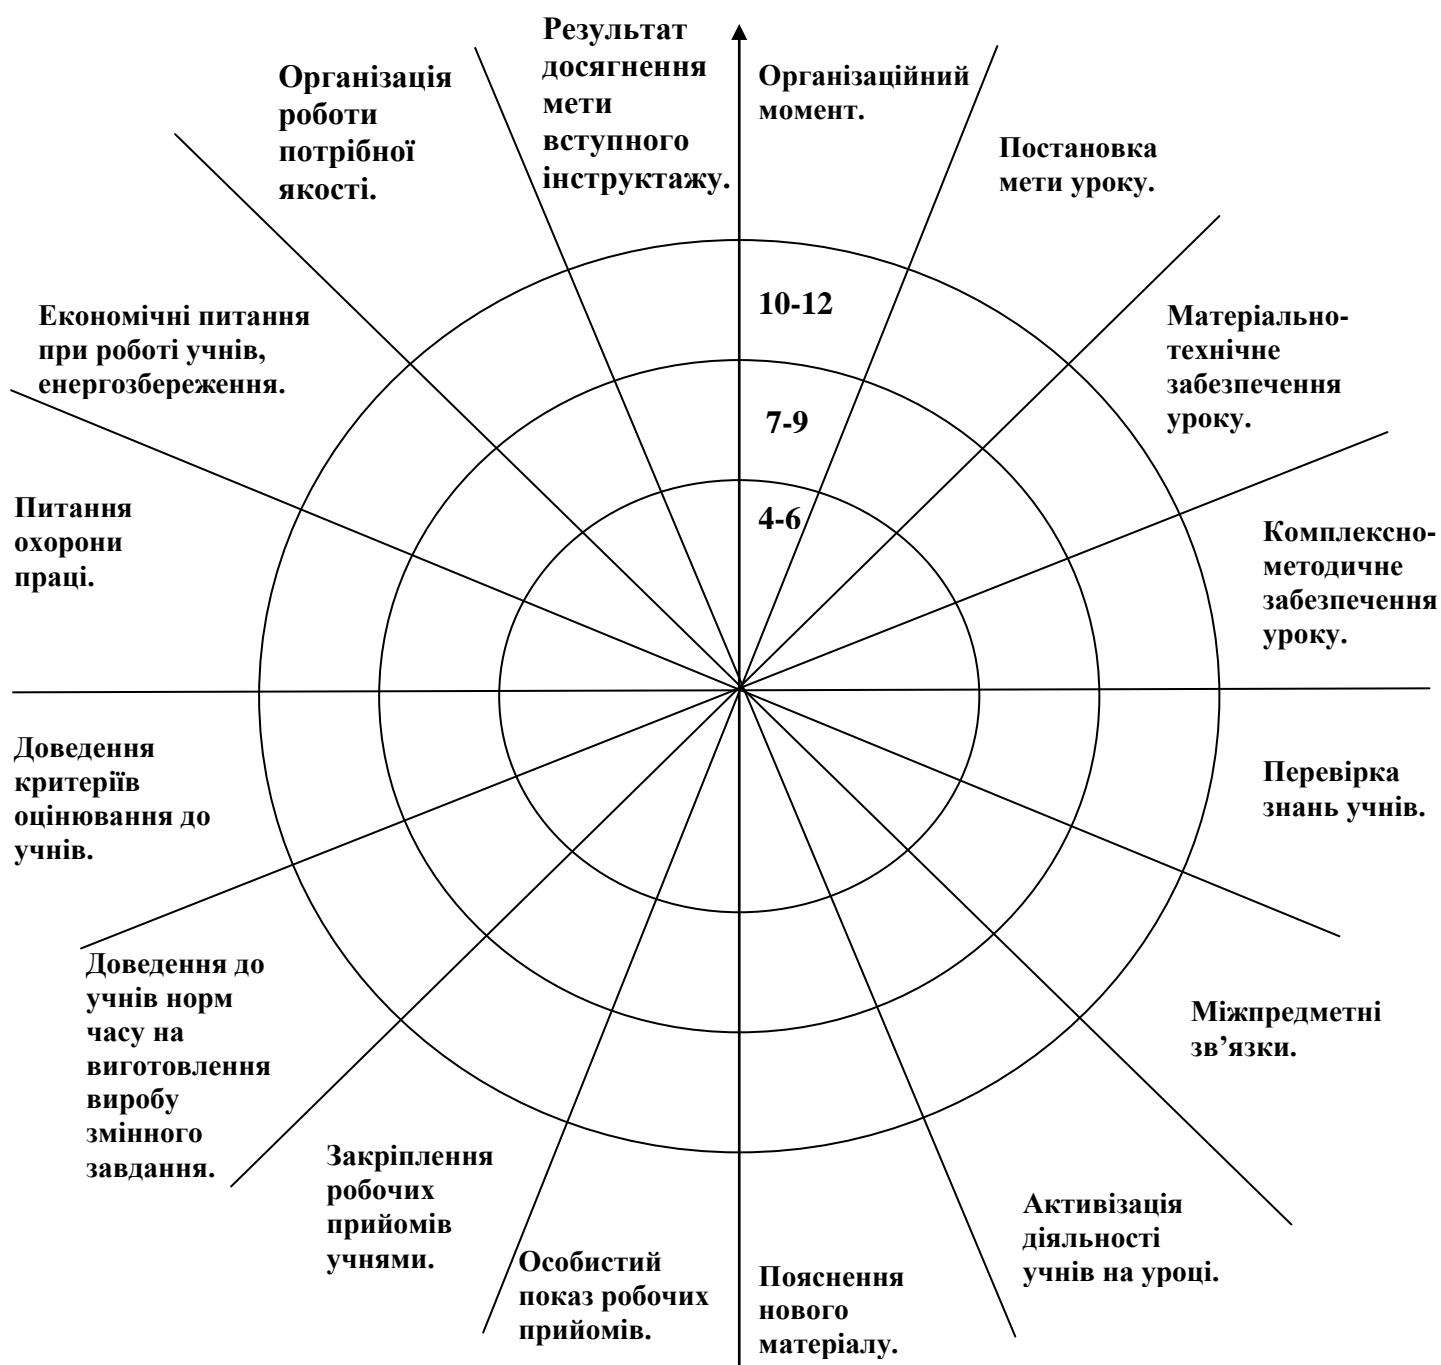 Результат
досягнення
мети
вступного
інструктажу.
Організаційний
момент.
Постановка
мети уроку.
Матеріально-
технічне
забезпечення
уроку.
Комплексно-
методичне
забезпечення
уроку.
Перевірка
знань учнів.
Міжпредметні
зв’язки.
Активізація
діяльності
учнів на уроці.
Пояснення
нового
матеріалу.
Особистий
показ робочих
прийомів.
Закріплення
робочих
прийомів
учнями.
Доведення до
учнів норм
часу на
виготовлення
виробу
змінного
завдання.
Доведення
критеріїв
оцінювання до
учнів.
Питання
охорони
праці.
Економічні питання
при роботі учнів,
енергозбереження.
Організація
роботи
потрібної
якості.
10-12
7-9
4-6